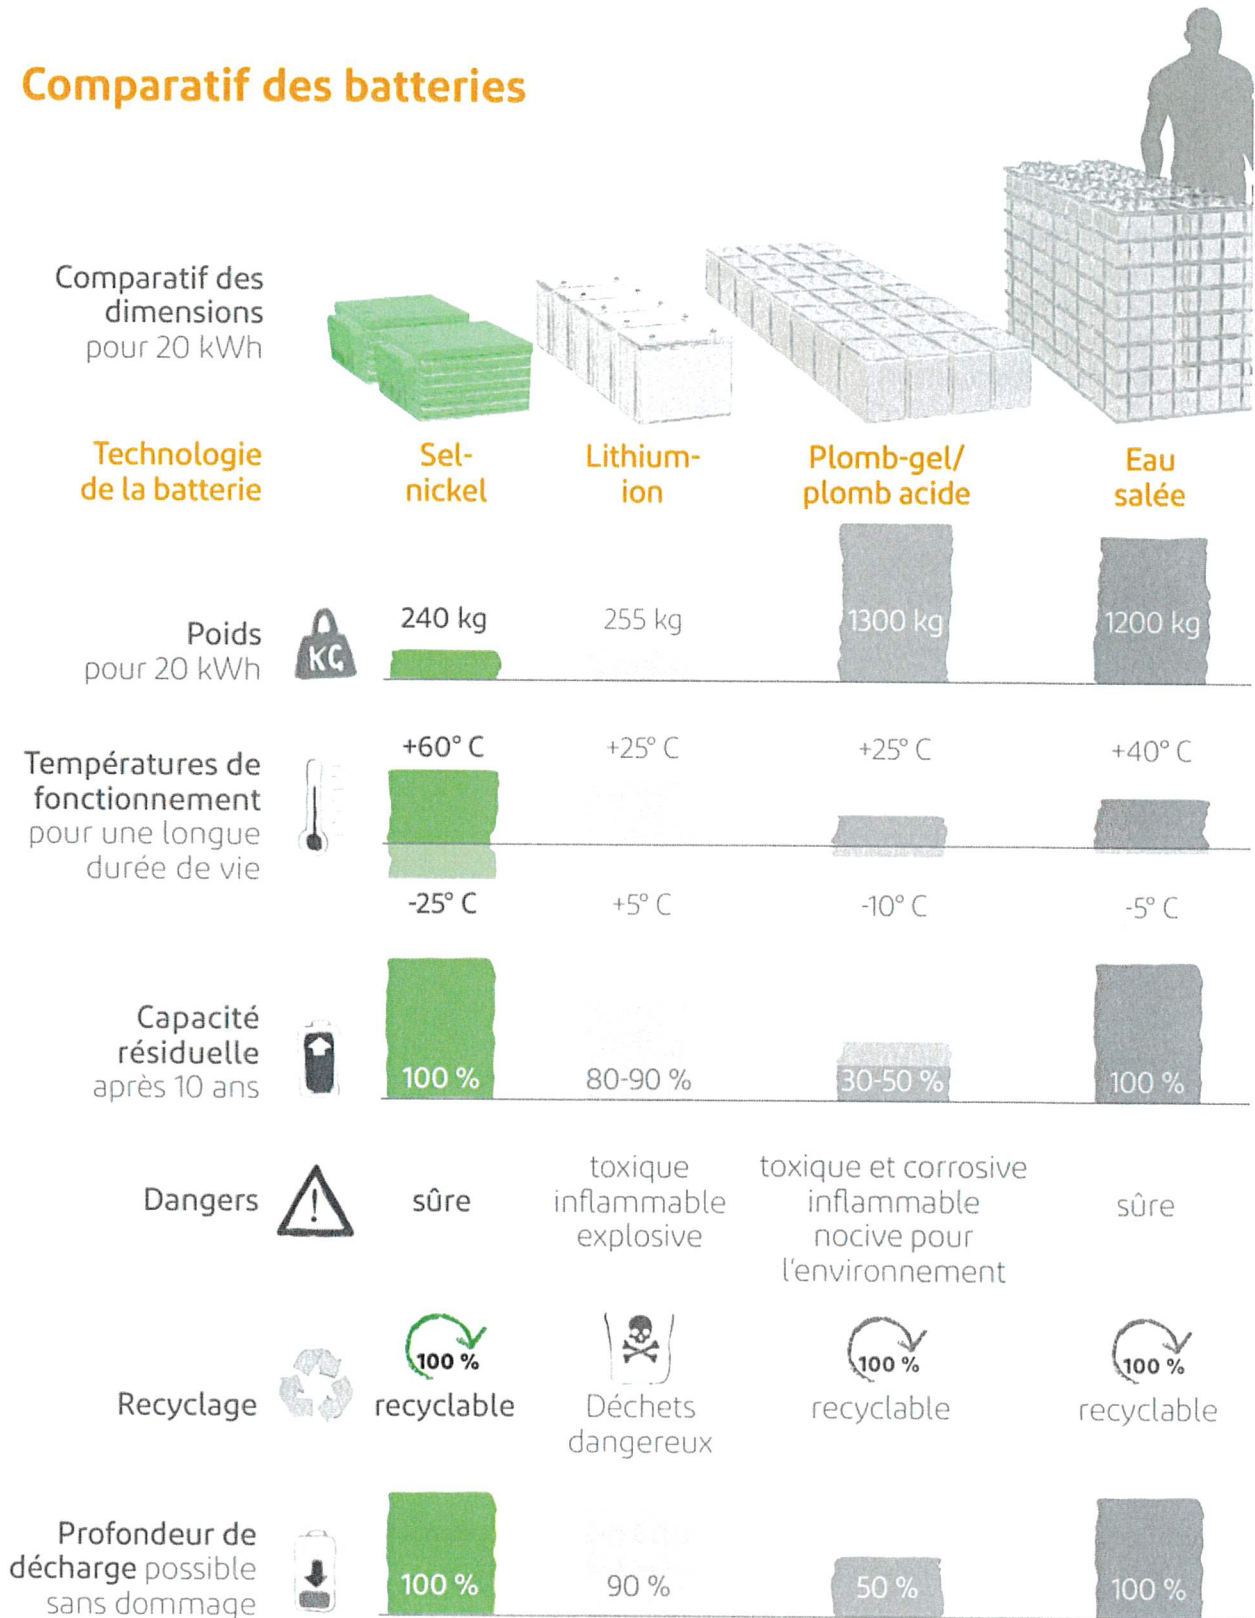 Comparatif des batteries
Comparatif des
dimensions
pour 20 kWh
Technologie
de la batterie
Sel-
nickel
Lithium-
ion
Plomb-gel/
plomb acide
Eau
salée
Poids
pour 20 kWh
KG
240 kg
255 kg
1300 kg
1200 kg
Températures de
fonctionnement
pour une longue
durée de vie
+60° C
+25° C
+25° C
+40° C
-25° C
+5° C
-10° C
-5° C
Capacité
résiduelle
après 10 ans
100 %
80-90 %
30-50 %
100 %
Dangers
!
sûre
toxique
inflammable
explosive
toxique et corrosive
inflammable
nocive pour
l'environnement
sûre
Recyclage
100 %
recyclable
Déchets
dangereux
100 %
recyclable
100 %
recyclable
Profondeur de
décharge possible
sans dommage
100 %
90 %
50 %
100 %